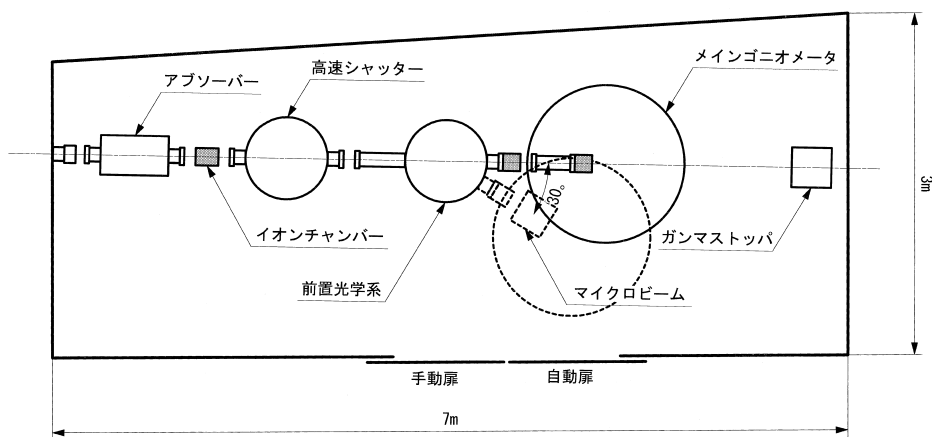 メインゴニオメータ
高速シャッター
アブソーバー
30°
3m
イオンチャンバー
ガンマストッパ
前置光学系
マイクロビーム
手動扉
自動扉
7m